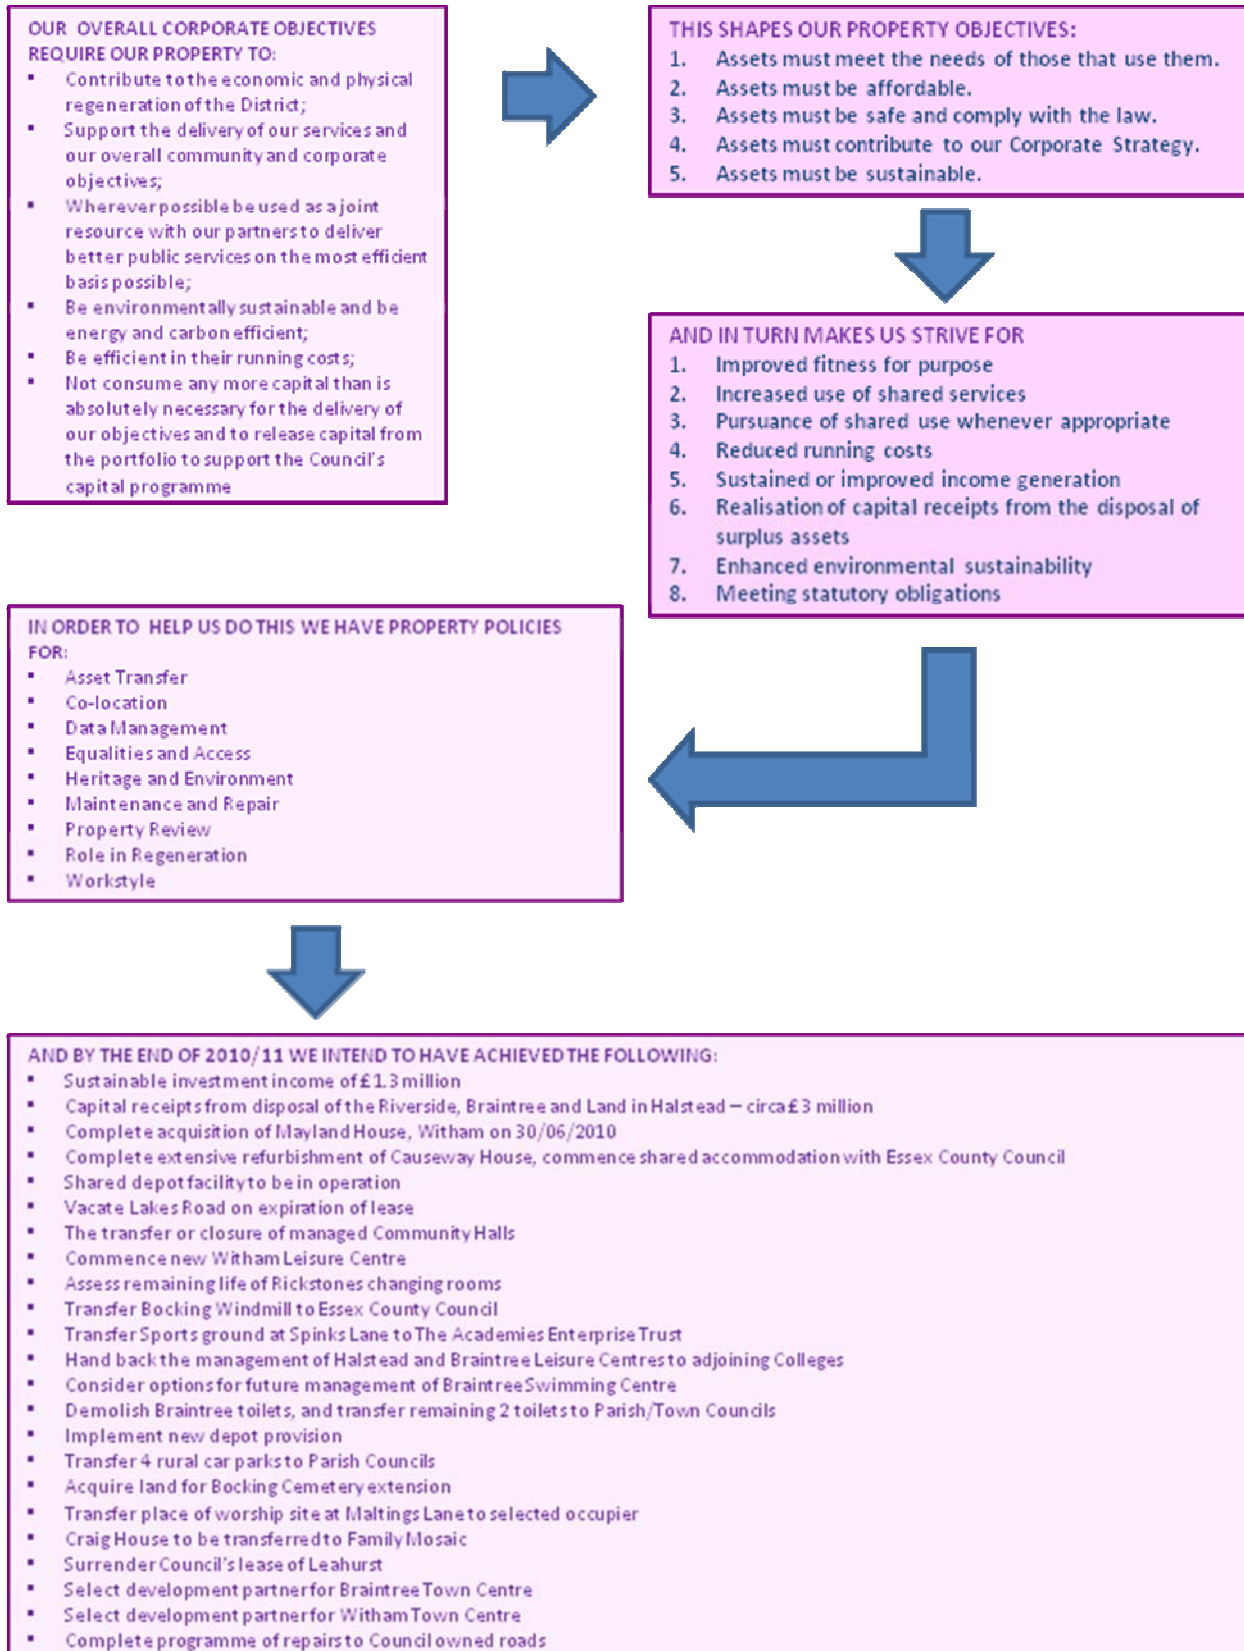 OUR OVERALL CORPORATE OBJECTIVES
REQUIRE OUR PROPERTY TO:
▪ Contribute to the economic and physical
regeneration of the District;
▪ Support the delivery of our services and
our overall community and corporate
objectives;
▪ Wherever possible be used as a joint
resource with our partners to deliver
better public services on the most efficient
basis possible;
▪ Be environmentally sustainable and be
energy and carbon efficient;
▪ Be efficient in their running costs;
▪ Not consume any more capital than is
absolutely necessary for the delivery of
our objectives and to release capital from
the portfolio to support the Council's
capital programme
THIS SHAPES OUR PROPERTY OBJECTIVES:
1. Assets must meet the needs of those that use them.
2. Assets must be affordable.
3. Assets must be safe and comply with the law.
4. Assets must contribute to our Corporate Strategy.
5. Assets must be sustainable.
AND IN TURN MAKES US STRIVE FOR
1. Improved fitness for purpose
2. Increased use of shared services
3. Pursuance of shared use whenever appropriate
4. Reduced running costs
5. Sustained or improved income generation
6. Realisation of capital receipts from the disposal of
surplus assets
7. Enhanced environmental sustainability
8. Meeting statutory obligations
IN ORDER TO HELP US DO THIS WE HAVE PROPERTY POLICIES
FOR:
▪ Asset Transfer
▪ Co-location
▪ Data Management
▪ Equalities and Access
▪ Heritage and Environment
▪ Maintenance and Repair
▪ Property Review
▪ Role in Regeneration
▪ Workstyle
AND BY THE END OF 2010/11 WE INTEND TO HAVE ACHIEVED THE FOLLOWING:
▪ Sustainable investment income of £1.3 million
▪ Capital receipts from disposal of the Riverside, Braintree and Land in Halstead – circa £3 million
▪ Complete acquisition of Mayland House, Witham on 30/06/2010
▪ Complete extensive refurbishment of Causeway House, commence shared accommodation with Essex County Council
▪ Shared depot facility to be in operation
▪ Vacate Lakes Road on expiration of lease
▪ The transfer or closure of managed Community Halls
▪ Commence new Witham Leisure Centre
▪ Assess remaining life of Rickstones changing rooms
▪ Transfer Bocking Windmill to Essex County Council
▪ Transfer Sports ground at Spinks Lane to The Academies Enterprise Trust
▪ Hand back the management of Halstead and Braintree Leisure Centres to adjoining Colleges
▪ Consider options for future management of Braintree Swimming Centre
▪ Demolish Braintree toilets, and transfer remaining 2 toilets to Parish/Town Councils
▪ Implement new depot provision
▪ Transfer 4 rural car parks to Parish Councils
▪ Acquire land for Bocking Cemetery extension
▪ Transfer place of worship site at Maltings Lane to selected occupier
▪ Craig House to be transferred to Family Mosaic
▪ Surrender Council's lease of Leahurst
▪ Select development partner for Braintree Town Centre
▪ Select development partner for Witham Town Centre
▪ Complete programme of repairs to Council owned roads